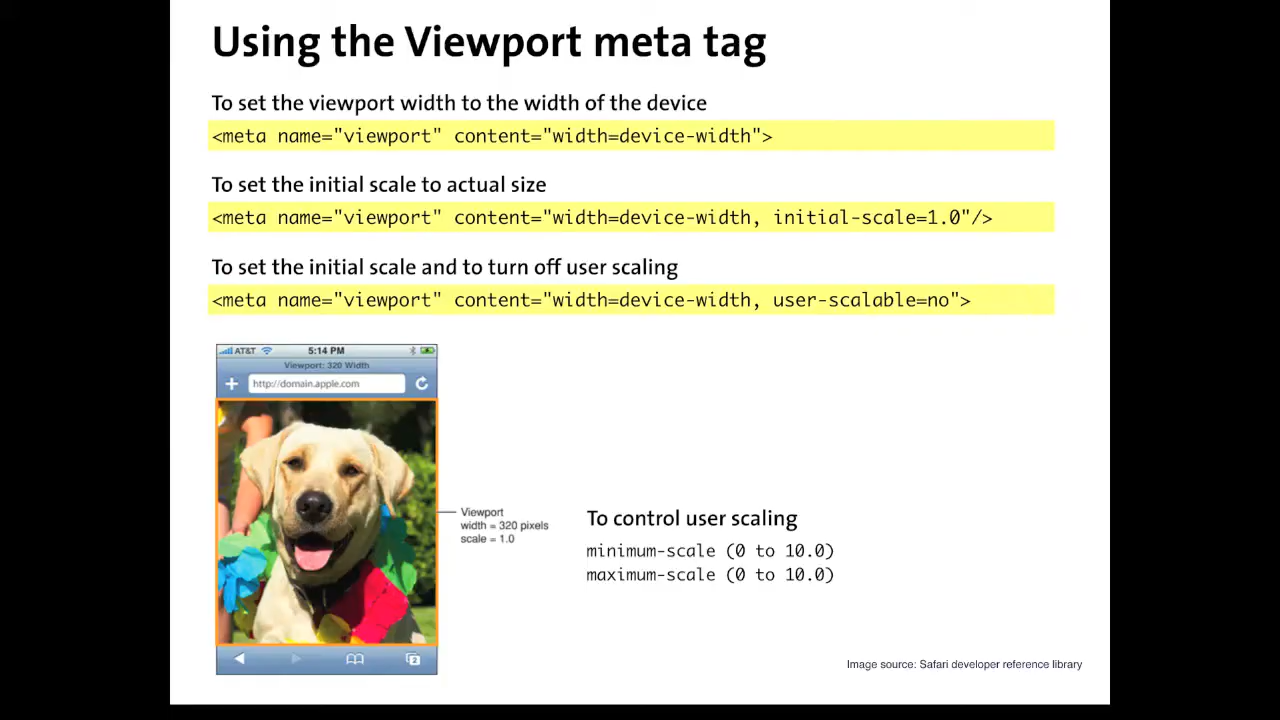 Using the Viewport meta tag
To set the viewport width to the width of the device
<meta name="viewport" content="width=device-width">
To set the initial scale to actual size
<meta name="viewport" content="width=device-width, initial-scale=1.0"/>
To set the initial scale and to turn off user scaling
<meta name="viewport" content="width=device-width, user-scalable=no">
AT&T 5:14 PM
Viewport: 320 Width
http://domain.apple.com
Viewport
width = 320 pixels
scale = 1.0
2
To control user scaling
minimum-scale (0 to 10.0)
maximum-scale (0 to 10.0)
Image source: Safari developer reference library